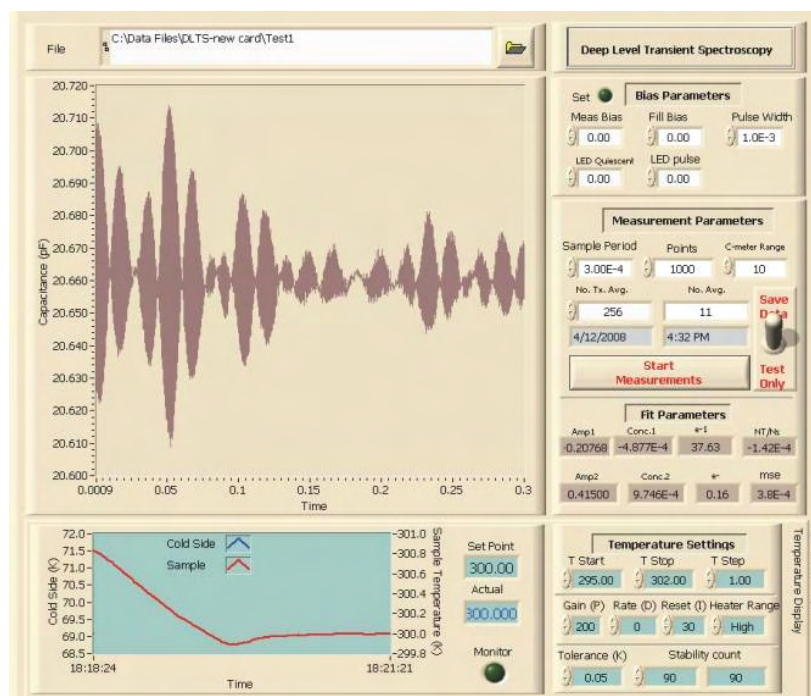 File
C:\Data Files\DLTS-new card\Test1
Deep Level Transient Spectroscopy
20.720
20.710
20.700
20.690
20.680
20.670
20.660
20.650
20.640
20.630
20.620
20.610
20.600
Capacitance (pF)
0.0009 0.05 0.1 0.15 0.2 0.25 0.3
Time
Set Bias Parameters
Meas Bias Fill Bias Pulse Width
0.00 0.00 1.0E-3
LED Quiescent LED pulse
0.00 0.00
Measurement Parameters
Sample Period Points C-meter Range
3.00E-4 1000 10
No. Tx. Avg. No. Avg.
256 11
4/12/2008 4:32 PM
Save
Data
Start
Measurements
Test
Only
Fit Parameters
Amp1 Conc.1 e-1 NT/Ns
-0.20768 -4.877E-4 37.63 -1.42E-4
Amp2 Conc.2 e- mse
0.41500 9.746E-4 0.16 3.8E-4
72.0
71.5
71.0
70.5
70.0
69.5
69.0
68.5
Cold Side (K)
Cold Side
Sample
301.0
300.8
300.6
300.4
300.2
300.0
299.8
Sample Temperature (K)
18:18:24 18:21:21
Time
Set Point
300.00
Actual
300.000
Monitor
Temperature Settings
T Start T Stop T Step
295.00 302.00 1.00
Gain (P) Rate (D) Reset (I) Heater Range
200 0 30 High
Tolerance (K) Stability count
0.05 90 90
Temperature Display